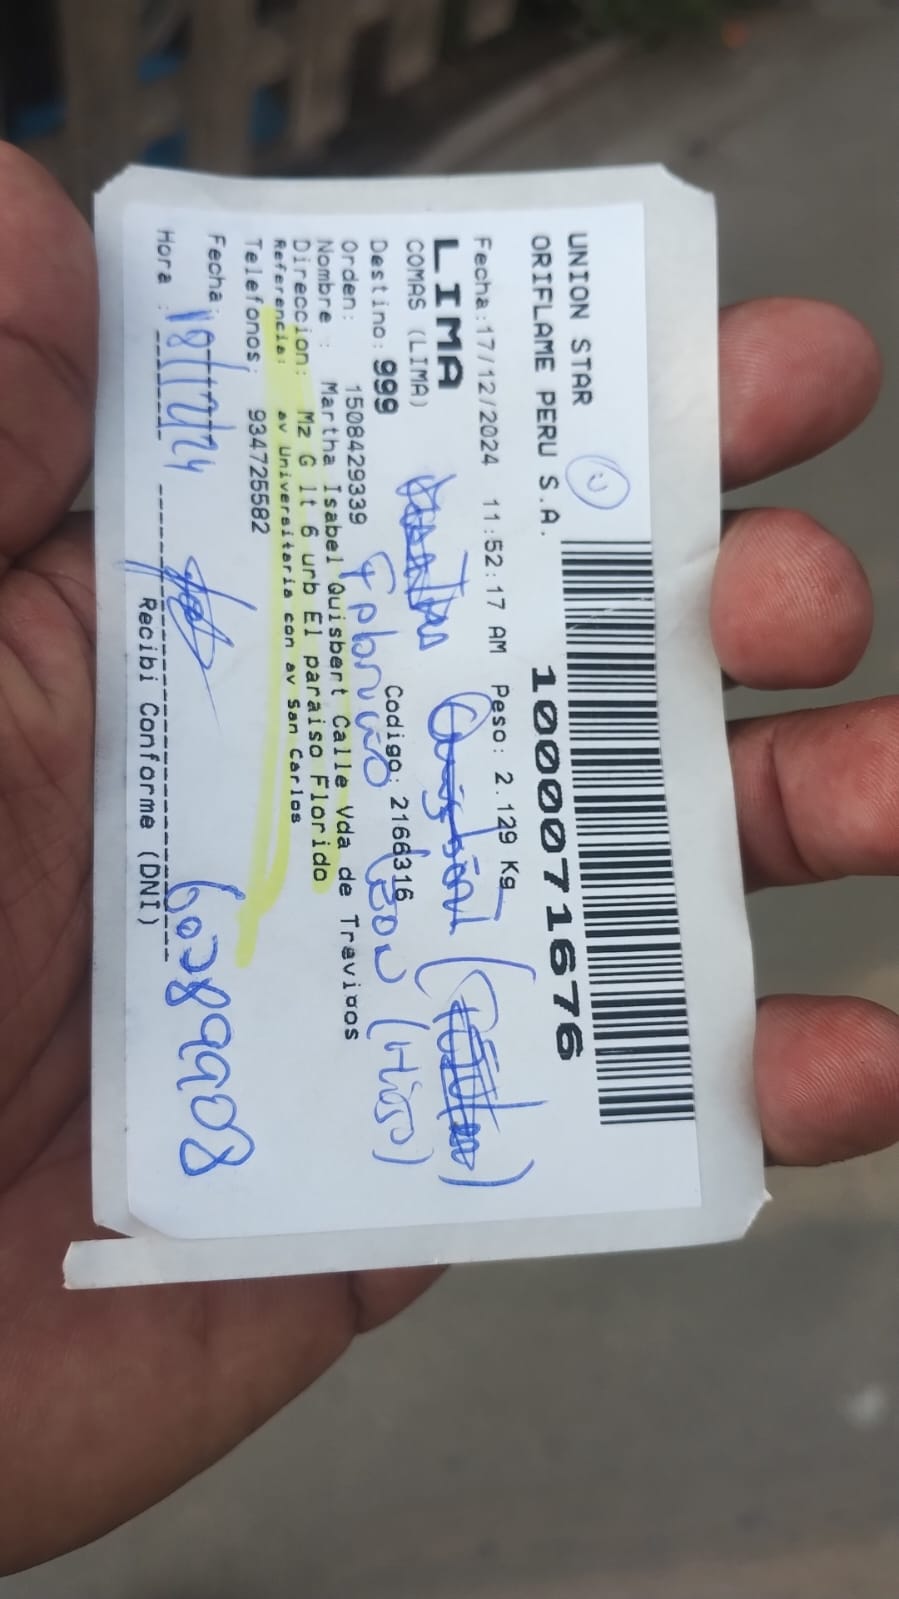 UNION STAR
ORIFLAME PERU S.A.
1000071676
Fecha:17/12/2024 11:52:17 AM Peso: 2.129 Kg
LIMA
COMAS (LIMA)
Destino: 999 Codigo: 2166316
Orden: 1508429339
(Hijo)
Nombre : Martha Isabel Quisbert Calle Vda de Traviños
Direccion: Mz G lt 6 urb El paraiso Florido
Referencia: av Universitaria con av San Carlos
Telefonos: 934725582
Fecha: 18/12/24 60289908
Hora :
Recibi Conforme (DNI)